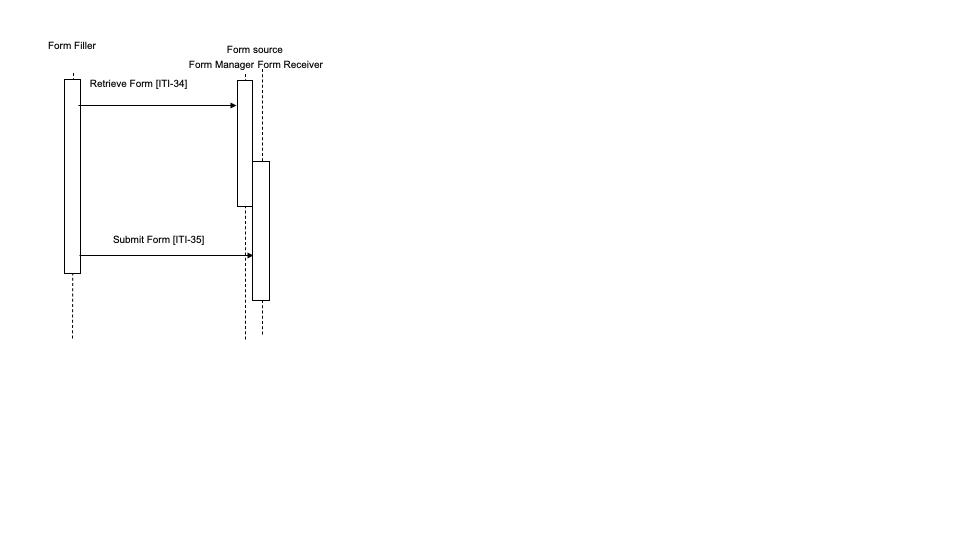 Form Filler
Form source
Form Manager Form Receiver
Retrieve Form [ITI-34]
Submit Form [ITI-35]